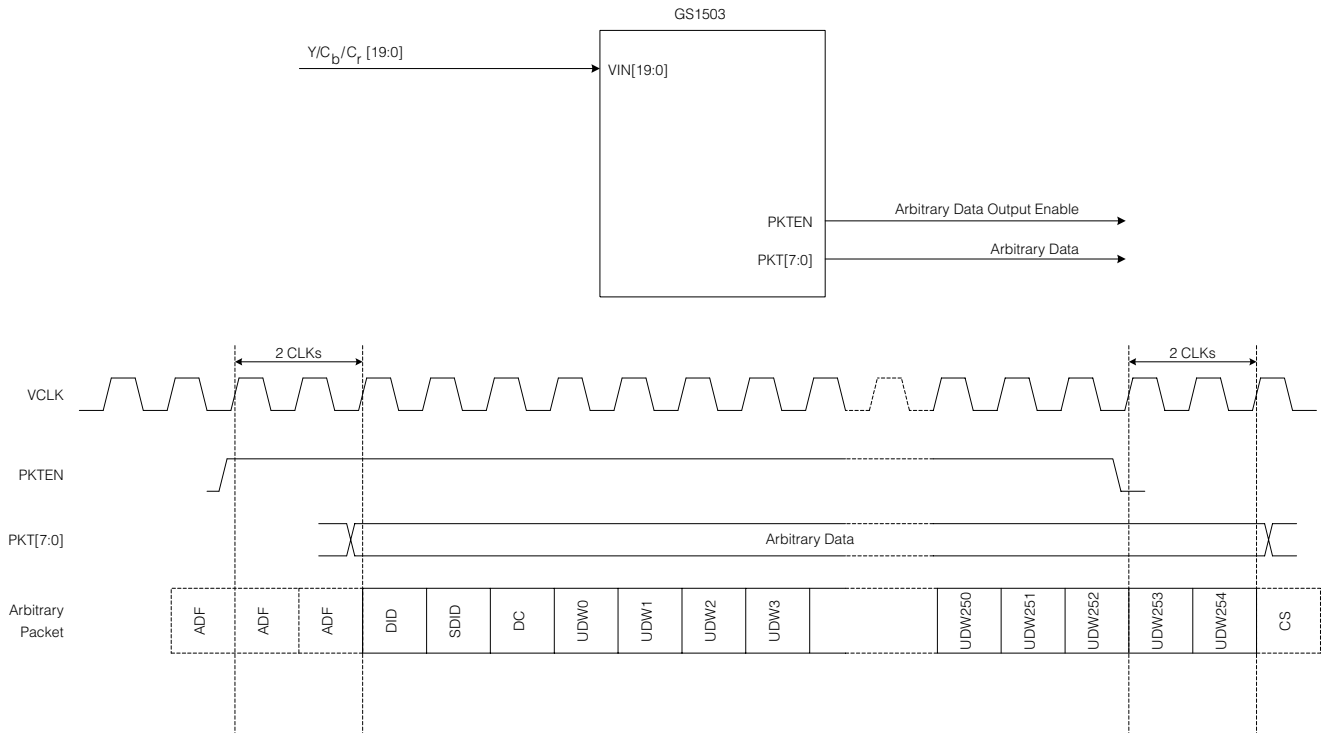 GS1503
Y/Cb/Cr [19:0]
VIN[19:0]
PKTEN
Arbitrary Data Output Enable
PKT[7:0]
Arbitrary Data
2 CLKs
2 CLKs
VCLK
PKTEN
PKT[7:0]
Arbitrary Data
Arbitrary
Packet
ADF
ADF
ADF
DID
SDID
DC
UDW0
UDW1
UDW2
UDW3
UDW250
UDW251
UDW252
UDW253
UDW254
CS